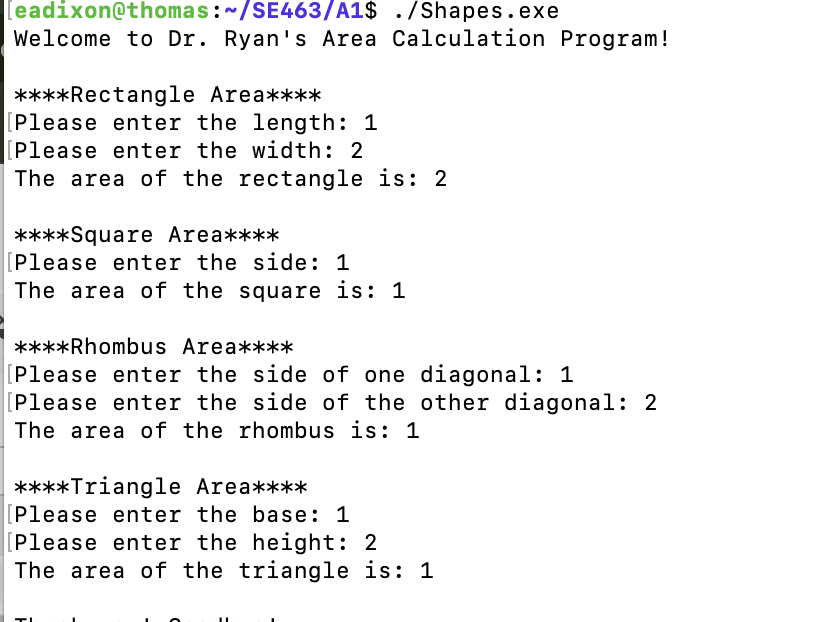 eadixon@thomas:~/SE463/A1$ ./Shapes.exe
Welcome to Dr. Ryan's Area Calculation Program!
****Rectangle Area****
[Please enter the length: 1
[Please enter the width: 2
The area of the rectangle is: 2
****Square Area****
[Please enter the side: 1
The area of the square is: 1
****Rhombus Area****
[Please enter the side of one diagonal: 1
[Please enter the side of the other diagonal: 2
The area of the rhombus is: 1
****Triangle Area****
[Please enter the base: 1
[Please enter the height: 2
The area of the triangle is: 1